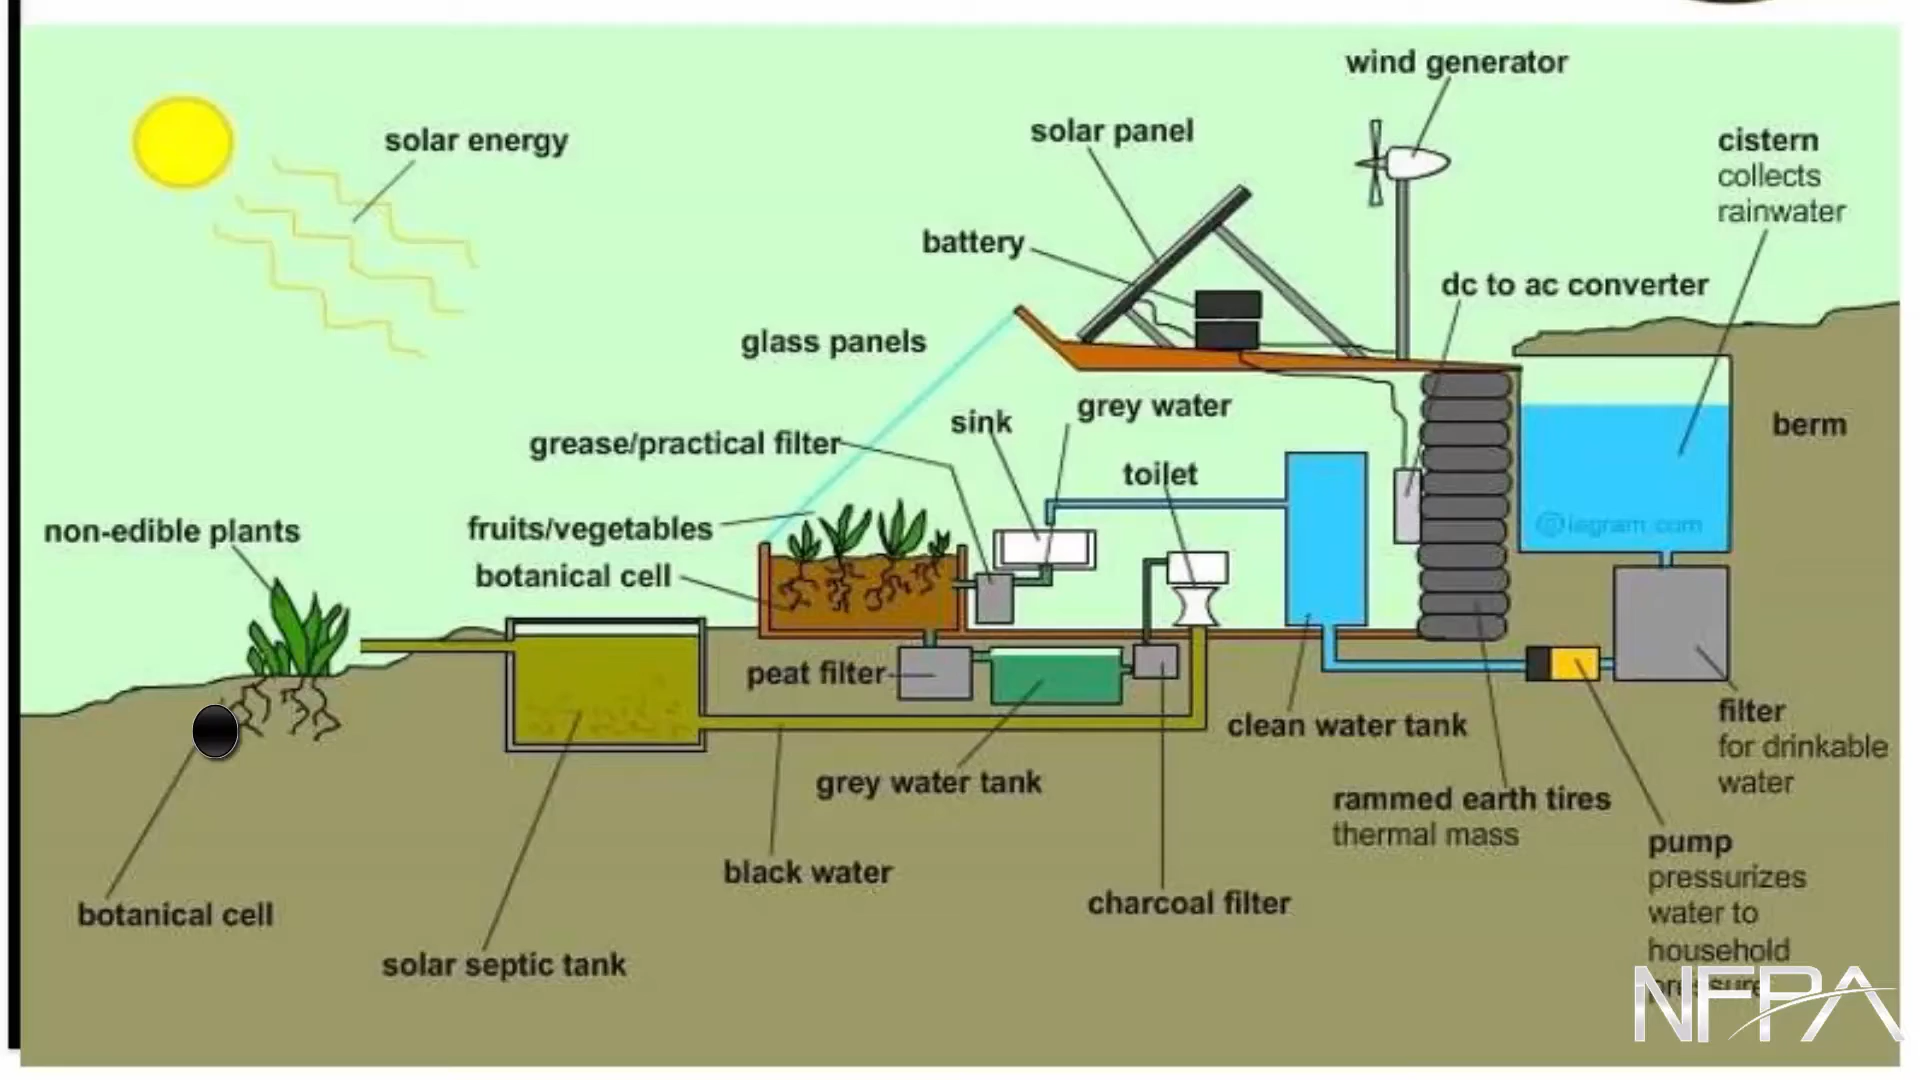 wind generator
solar panel
solar energy
cistern
collects
rainwater
battery
dc to ac converter
glass panels
grey water
sink
grease/practical filter
berm
toilet
fruits/vegetables
non-edible plants
botanical cell
peat filter
clean water tank
filter
for drinkable
water
grey water tank
rammed earth tires
thermal mass
pump
pressurizes
water to
household
pressure
black water
charcoal filter
botanical cell
solar septic tank
NFPA